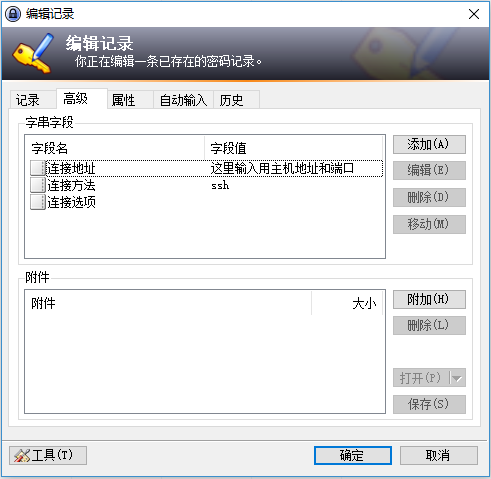 编辑记录
编辑记录
你正在编辑一条已存在的密码记录。
记录 高级 属性 自动输入 历史
字串字段
字段名 字段值
连接地址 这里输入用主机地址和端口
连接方法 ssh
连接选项
添加(A)
编辑(E)
删除(D)
移动(M)
附件
附件 大小
附加(H)
删除(L)
打开(P)
保存(S)
工具(T) 确定 取消